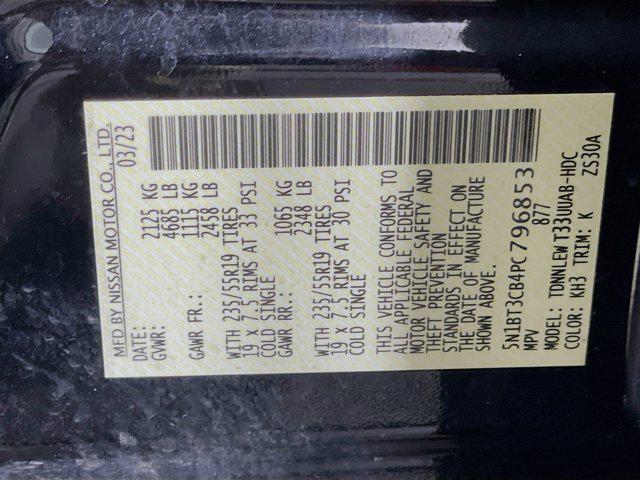 MFD BY NISSAN MOTOR CO., LTD.
DATE: 03/23
GVWR: 2125 KG
4685 LB
GAWR FR.: 1115 KG
2458 LB
WITH 235/55R19 TIRES
19 X 7.5 RIMS AT 33 PSI
COLD SINGLE
GAWR RR.: 1065 KG
2348 LB
WITH 235/55R19 TIRES
19 X 7.5 RIMS AT 30 PSI
COLD SINGLE
THIS VEHICLE CONFORMS TO
ALL APPLICABLE FEDERAL
MOTOR VEHICLE SAFETY AND
THEFT PREVENTION
STANDARDS IN EFFECT ON
THE DATE OF MANUFACTURE
SHOWN ABOVE.
5N1BT3CB4PC796853
MPV 877
MODEL: TDNNLEW T33UUAB-HDC
COLOR: KH3 TRIM: K ZS30A